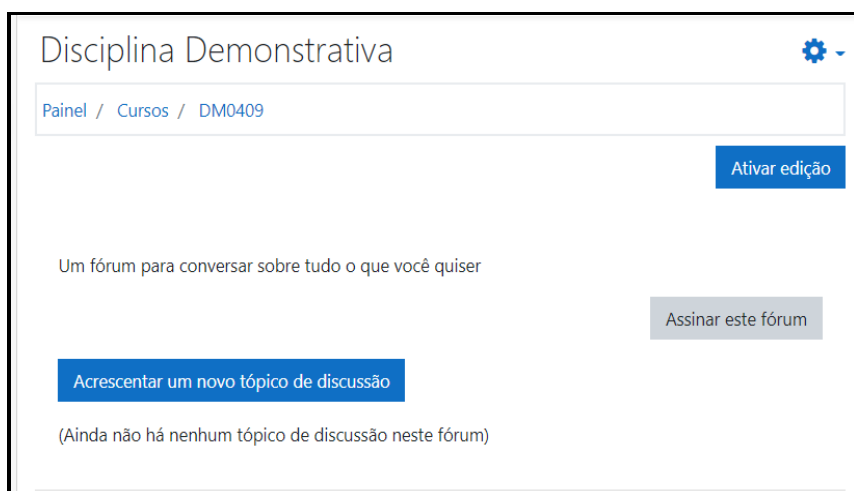 Disciplina Demonstrativa
Painel / Cursos / DM0409
Ativar edição
Um fórum para conversar sobre tudo o que você quiser
Assinar este fórum
Acrescentar um novo tópico de discussão
(Ainda não há nenhum tópico de discussão neste fórum)